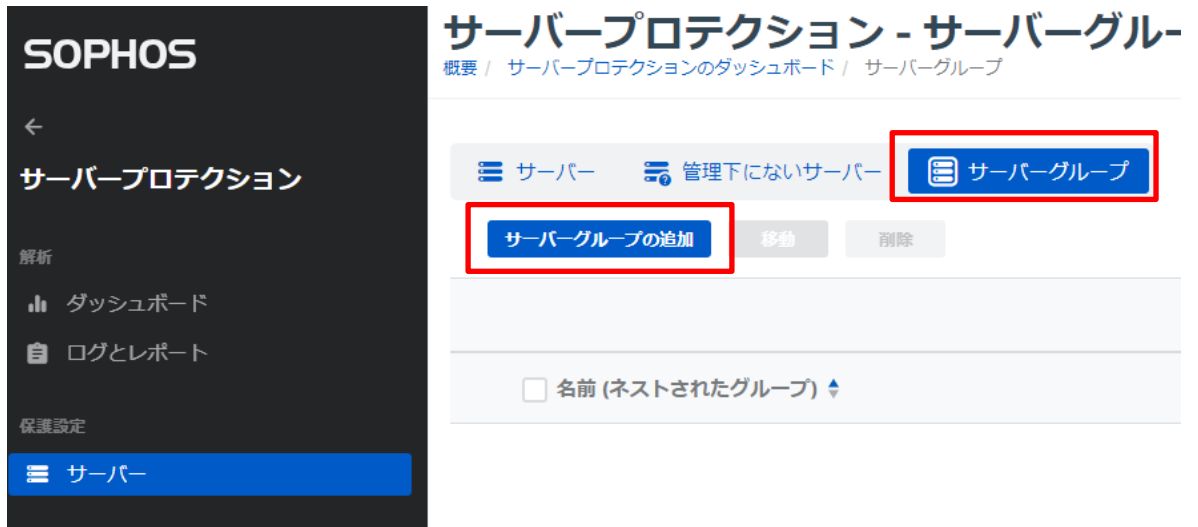 SOPHOS
←
サーバープロテクション
解析
ダッシュボード
ログとレポート
保護設定
サーバー
サーバープロテクション - サーバーグルー
概要 / サーバープロテクションのダッシュボード / サーバーグループ
サーバー 管理下にないサーバー サーバーグループ
サーバーグループの追加 移動 削除
名前 (ネストされたグループ)